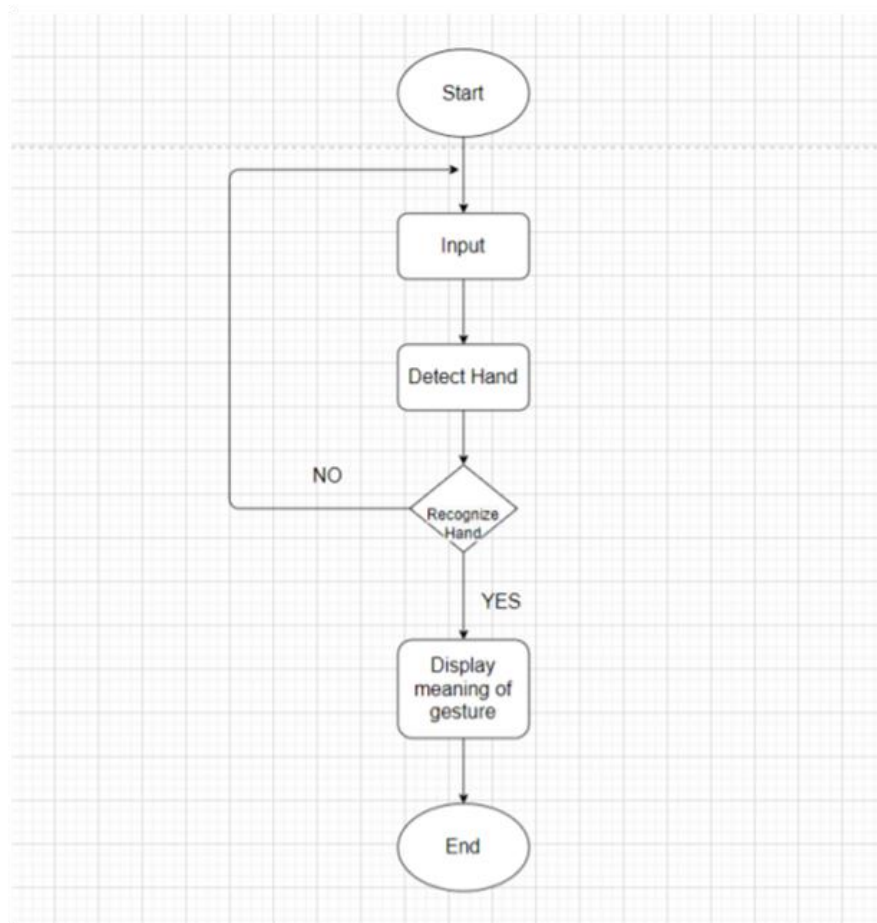 Start
Input
Detect Hand
NO
Recognize
Hand
YES
Display
meaning of
gesture
End